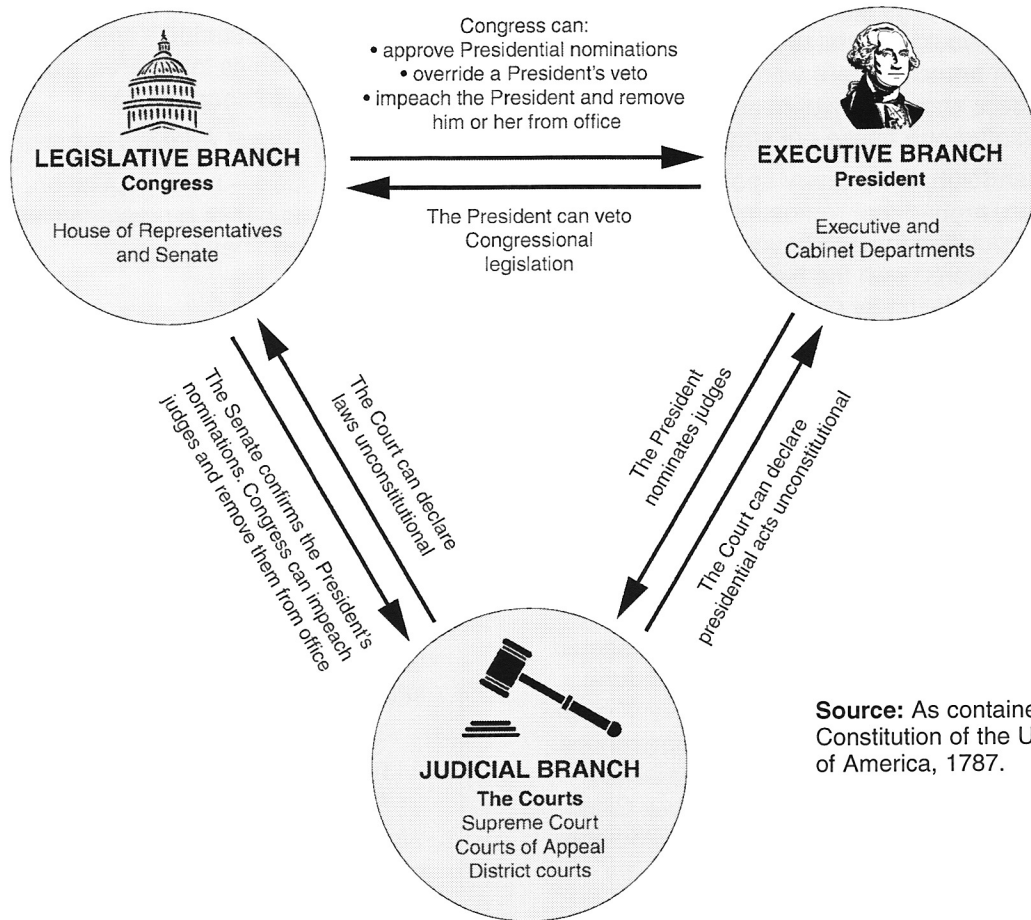 Congress can:
• approve Presidential nominations
• override a President's veto
• impeach the President and remove
him or her from office
LEGISLATIVE BRANCH
Congress
House of Representatives
and Senate
EXECUTIVE BRANCH
President
Executive and
Cabinet Departments
The President can veto
Congressional
legislation
The Senate confirms the President's
nominations. Congress can impeach
judges and remove them from office
The Court can declare
laws unconstitutional
The President
nominates judges
The Court can declare
presidential acts unconstitutional
JUDICIAL BRANCH
The Courts
Supreme Court
Courts of Appeal
District courts
Source: As containe
Constitution of the U
of America, 1787.